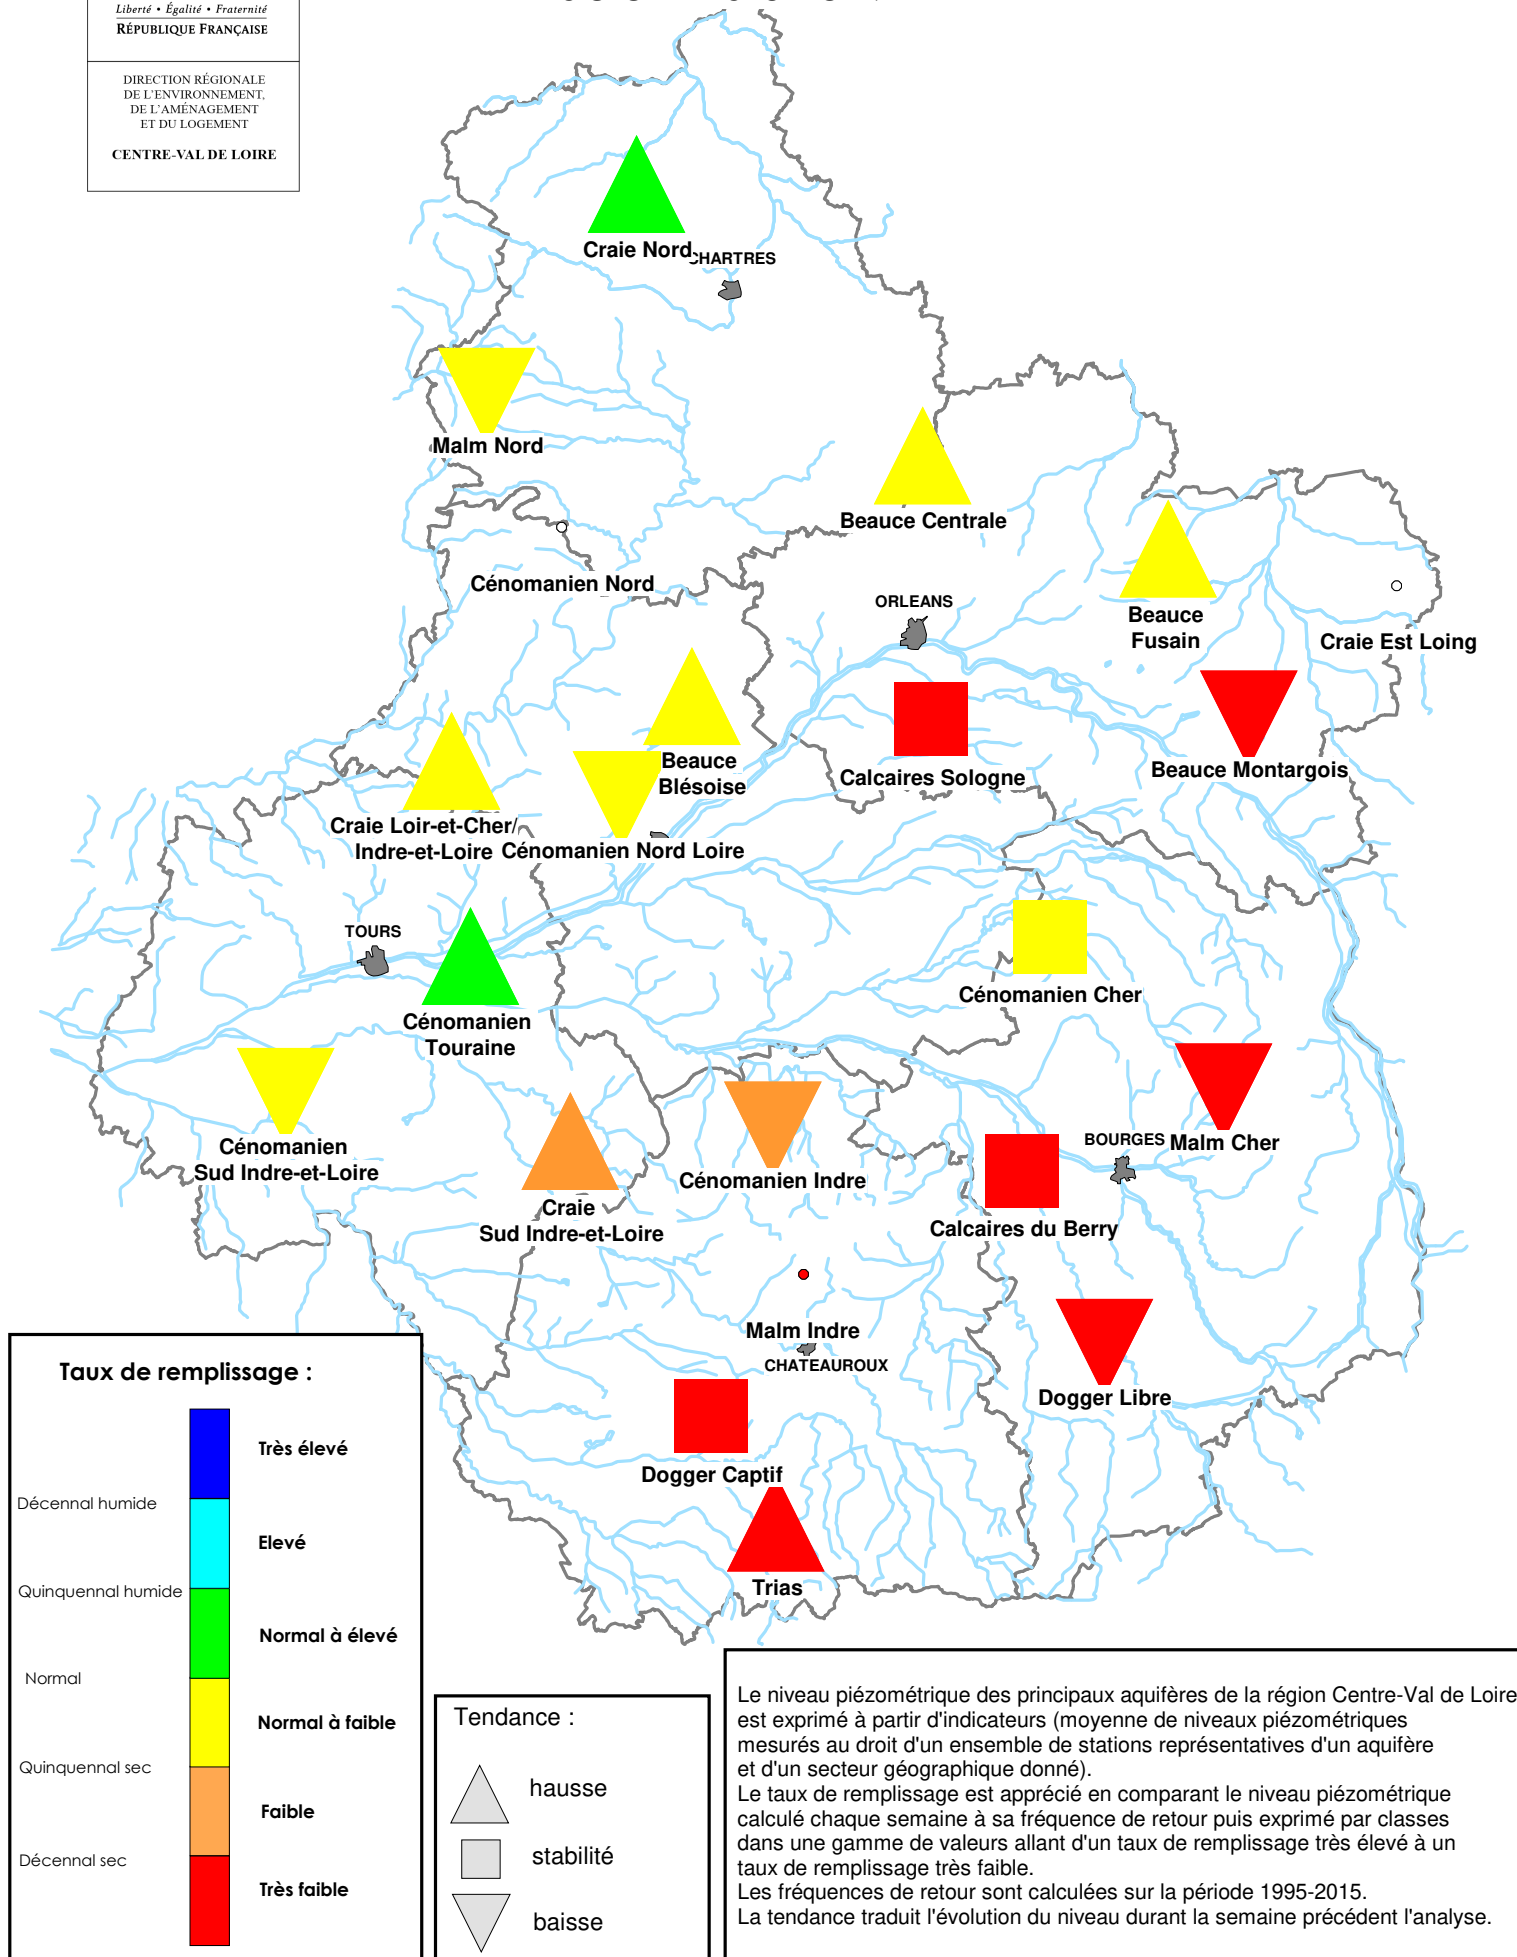 Liberté • Égalité • Fraternité
RÉPUBLIQUE FRANÇAISE
DIRECTION RÉGIONALE
DE L'ENVIRONNEMENT,
DE L'AMÉNAGEMENT
ET DU LOGEMENT
CENTRE-VAL DE LOIRE
Craie Nord
CHARTRES
Malm Nord
Beauce Centrale
Cénomanien Nord
ORLEANS
Beauce
Fusain
Craie Est Loing
Beauce
Blésoise
Calcaires Sologne
Beauce Montargois
Craie Loir-et-Cher/
Indre-et-Loire
Cénomanien Nord Loire
TOURS
Cénomanien
Touraine
Cénomanien Cher
Cénomanien
Sud Indre-et-Loire
Craie
Sud Indre-et-Loire
Cénomanien Indre
BOURGES
Malm Cher
Calcaires du Berry
Malm Indre
CHATEAUROUX
Dogger Libre
Dogger Captif
Trias
Taux de remplissage :
Très élevé
Décennal humide
Elevé
Quinquennal humide
Normal à élevé
Normal
Normal à faible
Quinquennal sec
Faible
Décennal sec
Très faible
Tendance :
hausse
stabilité
baisse
Le niveau piézométrique des principaux aquifères de la région Centre-Val de Loire
est exprimé à partir d'indicateurs (moyenne de niveaux piézométriques
mesurés au droit d'un ensemble de stations représentatives d'un aquifère
et d'un secteur géographique donné).
Le taux de remplissage est apprécié en comparant le niveau piézométrique
calculé chaque semaine à sa fréquence de retour puis exprimé par classes
dans une gamme de valeurs allant d'un taux de remplissage très élevé à un
taux de remplissage très faible.
Les fréquences de retour sont calculées sur la période 1995-2015.
La tendance traduit l'évolution du niveau durant la semaine précédent l'analyse.